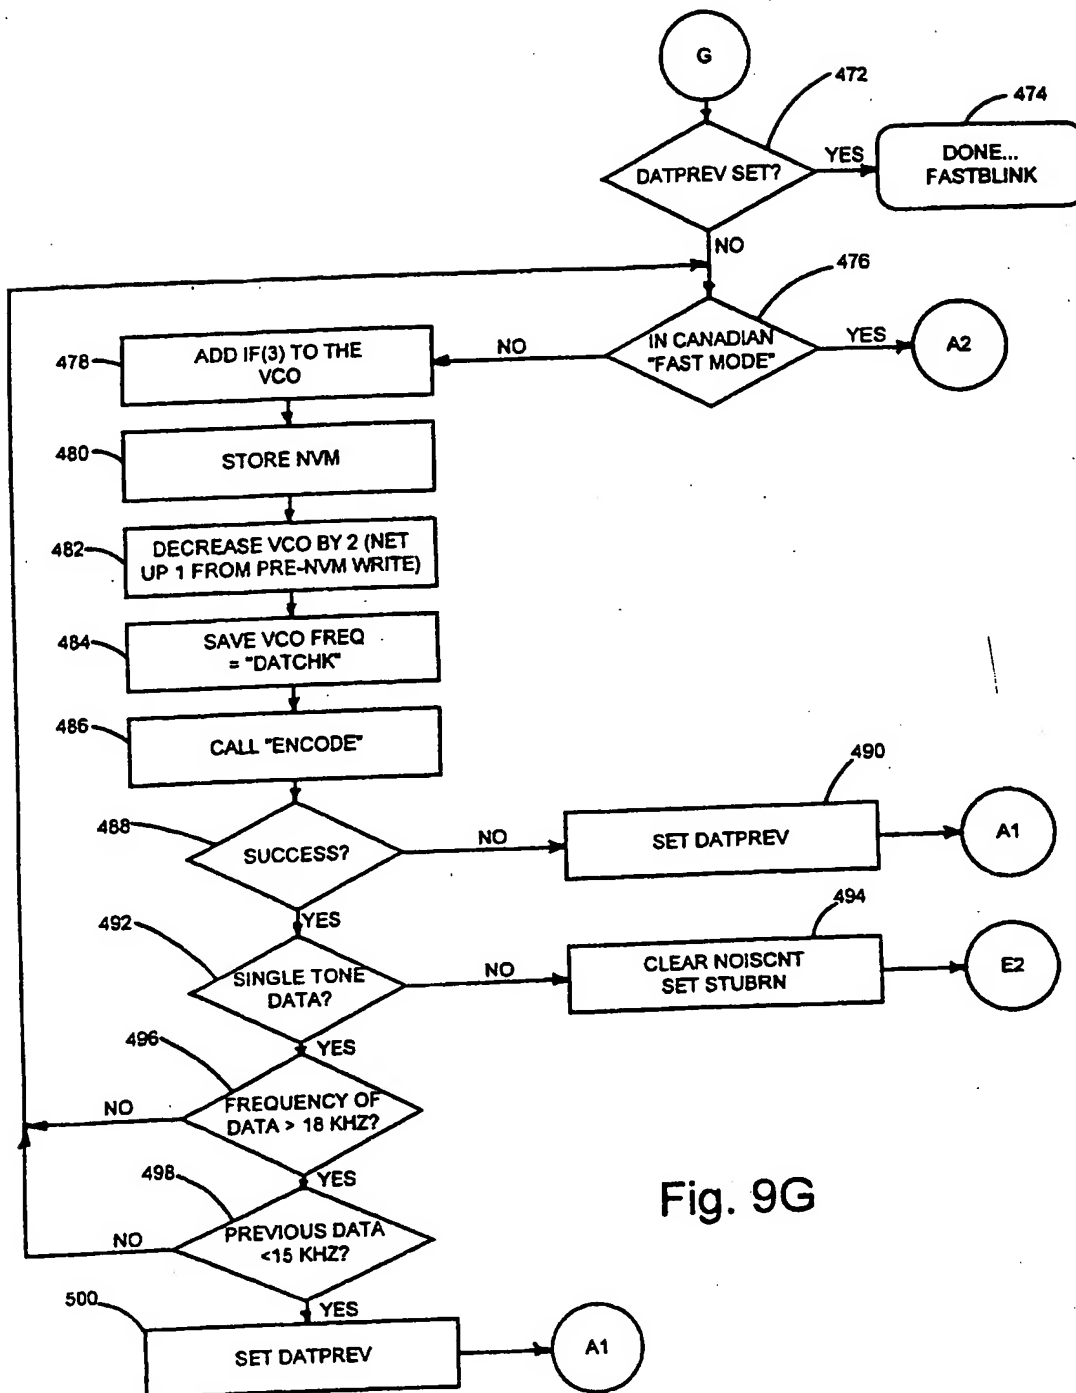 G
472
474
DATPREV SET?
YES
DONE...
FASTBLINK
NO
476
IN CANADIAN
"FAST MODE"
YES
A2
NO
478
ADD IF(3) TO THE
VCO
480
STORE NVM
482
DECREASE VCO BY 2 (NET
UP 1 FROM PRE-NVM WRITE)
484
SAVE VCO FREQ
= "DATCHK"
486
CALL "ENCODE"
488
SUCCESS?
NO
490
SET DATPREV
A1
YES
492
SINGLE TONE
DATA?
NO
494
CLEAR NOISCNT
SET STUBRN
E2
YES
496
FREQUENCY OF
DATA > 18 KHZ?
NO
YES
498
PREVIOUS DATA
<15 KHZ?
NO
YES
500
SET DATPREV
A1
Fig. 9G